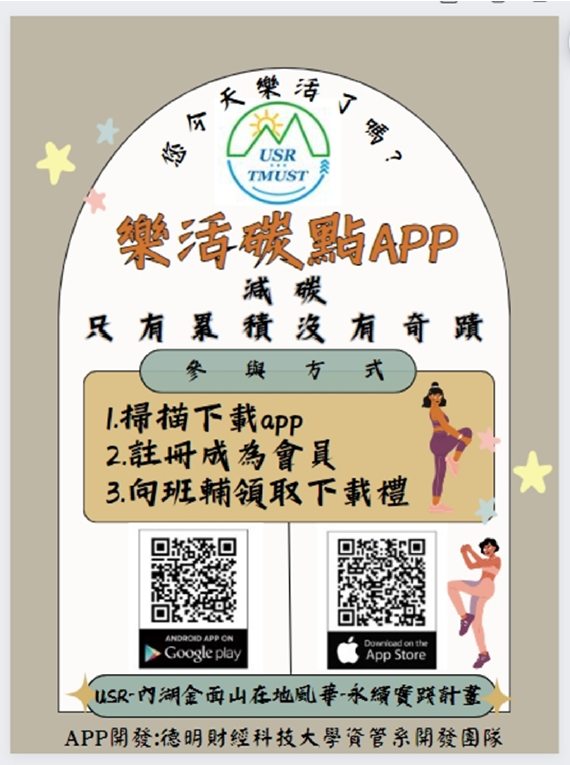 您今天樂活了嗎?
USR
TMUST
樂活碳點APP
減碳
只有累積沒有奇蹟
參與方式
1.掃描下載app
2.註冊成為會員
3.向班輔領取下載禮
ANDROID APP ON
Google play
Download on the
App Store
USR-內湖金面山在地風華-永續實踐計畫
APP開發:德明財經科技大學資管系開發團隊